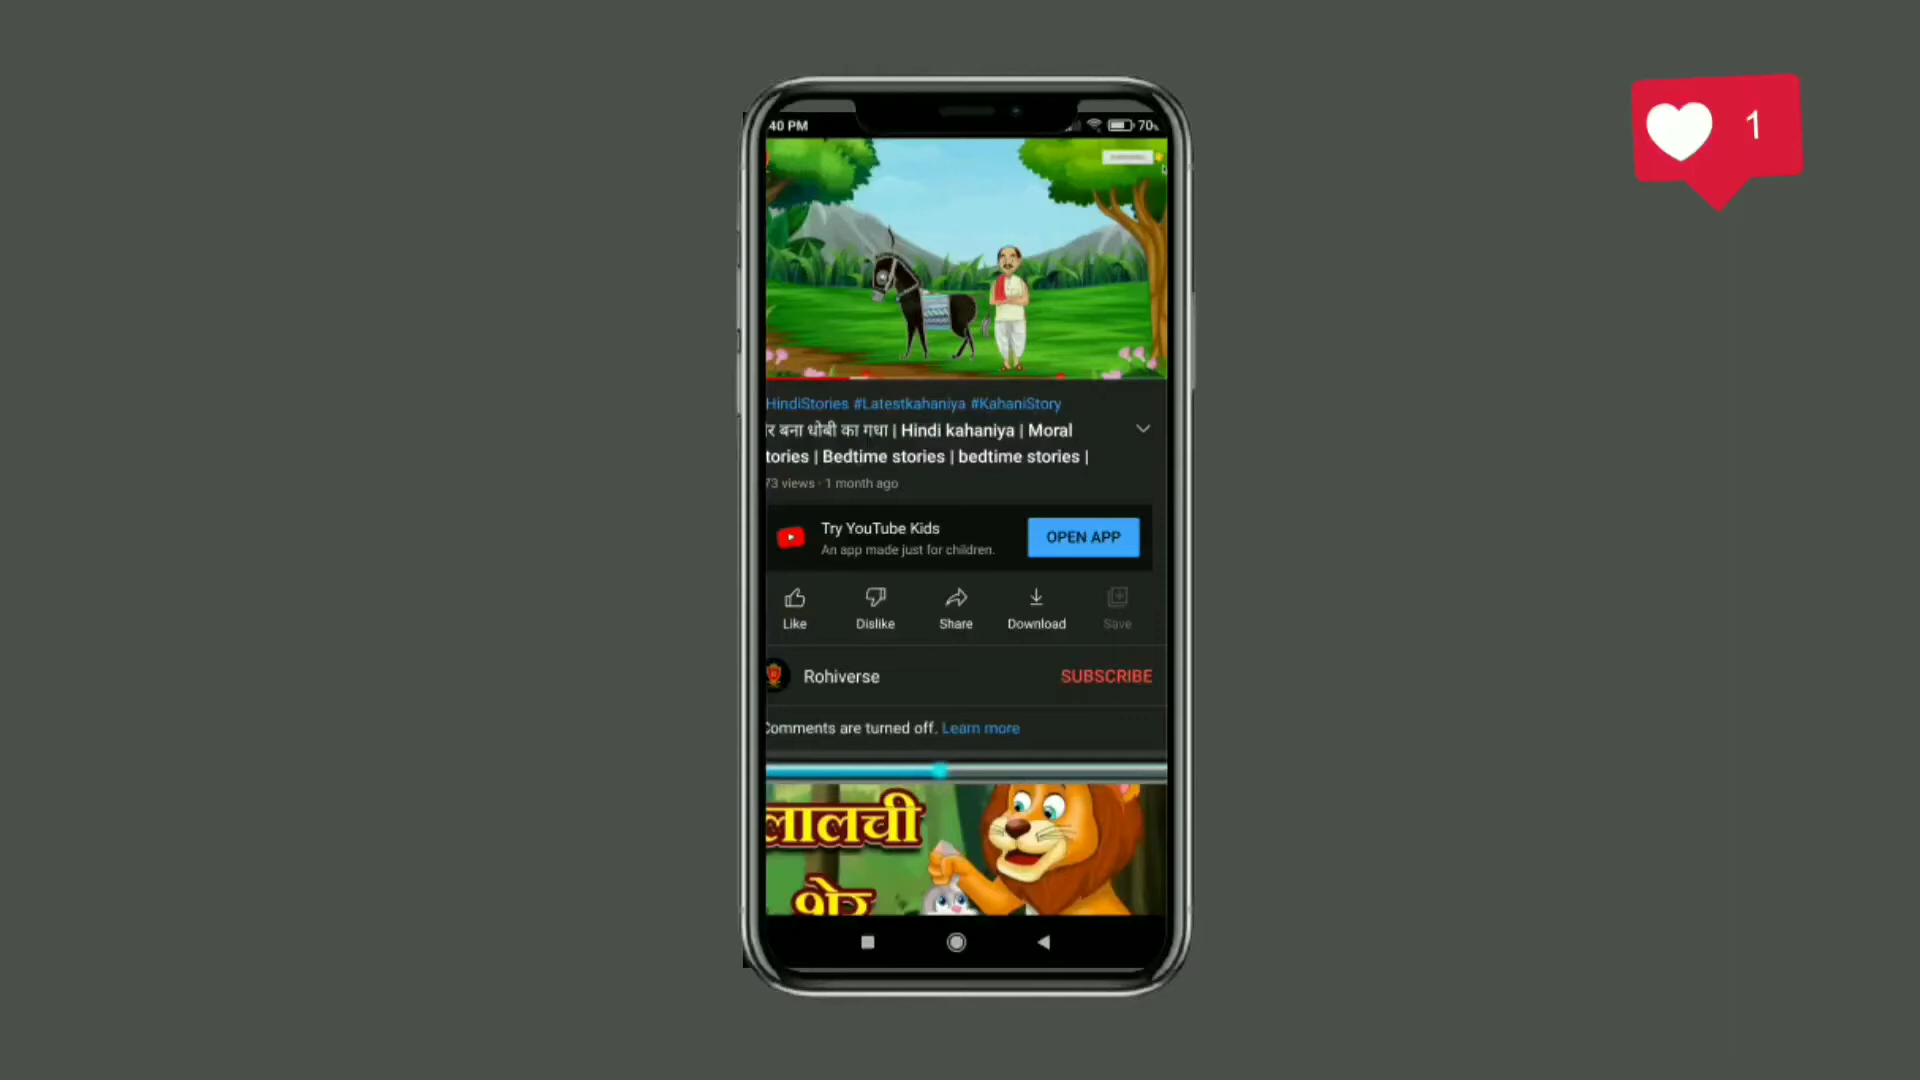 40 PM
70%
1
HindiStories #Latestkahaniya #KahaniStory
र बना धोबी का गधा | Hindi kahaniya | Moral
tories | Bedtime stories | bedtime stories |
73 views · 1 month ago
Try YouTube Kids
An app made just for children.
OPEN APP
Like
Dislike
Share
Download
Save
Rohiverse
SUBSCRIBE
Comments are turned off. Learn more
लालची
शेर